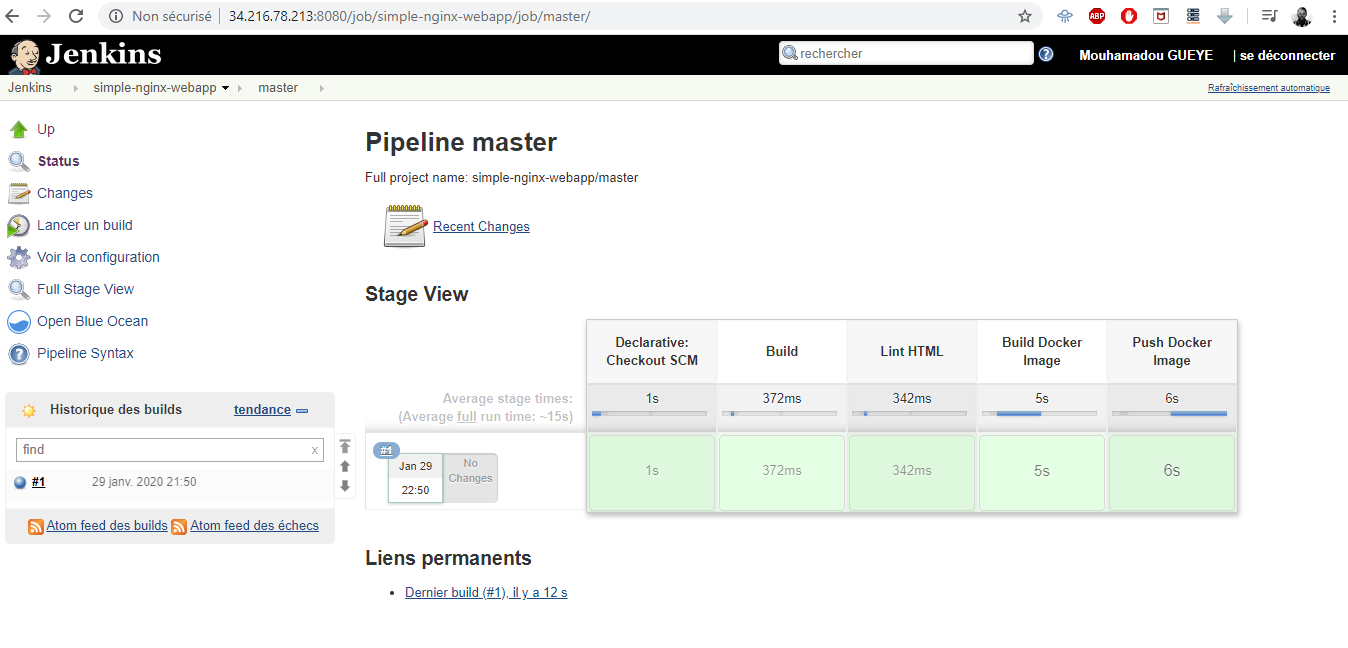 Non sécurisé 34.216.78.213:8080/job/simple-nginx-webapp/job/master/
ABP
Jenkins
rechercher
?
Mouhamadou GUEYE
| se déconnecter
Jenkins
simple-nginx-webapp
master
Rafraîchissement automatique
Up
Status
Changes
Lancer un build
Voir la configuration
Full Stage View
Open Blue Ocean
? Pipeline Syntax
Historique des builds
tendance
find
x
#1
29 janv. 2020 21:50
Atom feed des builds
Atom feed des échecs
Pipeline master
Full project name: simple-nginx-webapp/master
Recent Changes
Stage View
Declarative:
Checkout SCM
Build
Lint HTML
Build Docker
Image
Push Docker
Image
Average stage times:
(Average full run time: ~15s)
1s
372ms
342ms
5s
6s
#1
Jan 29
22:50
No
Changes
1s
372ms
342ms
5s
6s
Liens permanents
Dernier build (#1), il y a 12 s